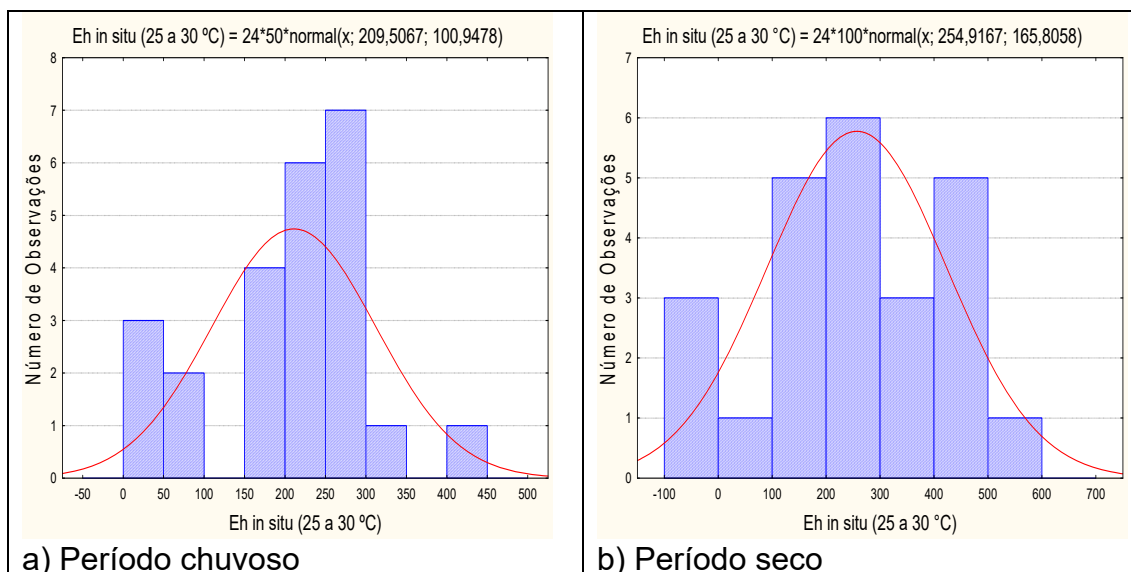 Eh in situ (25 a 30 ºC) = 24*50*normal(x; 209,5067; 100,9478)
8
7
6
5
4
3
2
1
0
Número de Observações
-50 0 50 100 150 200 250 300 350 400 450 500
Eh in situ (25 a 30 ºC)
a) Período chuvoso
Eh in situ (25 a 30 °C) = 24*100*normal(x; 254,9167; 165,8058)
7
6
5
4
3
2
1
0
Número de Observações
-100 0 100 200 300 400 500 600 700
Eh in situ (25 a 30 °C)
b) Período seco